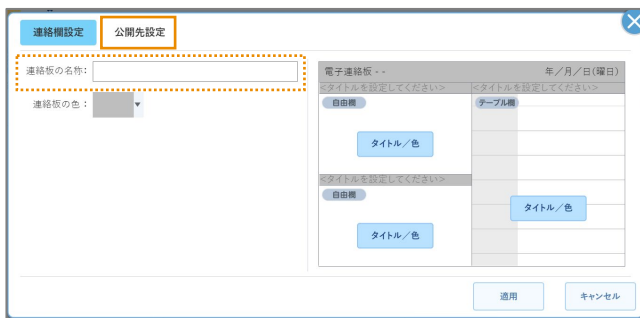 連絡欄設定 公開先設定
連絡板の名称:
連絡板の色:
電子連絡板 - - 年/月/日(曜日)
<タイトルを設定してください> <タイトルを設定してください>
自由欄 テーブル欄
タイトル/色
<タイトルを設定してください>
自由欄
タイトル/色
タイトル/色
適用 キャンセル